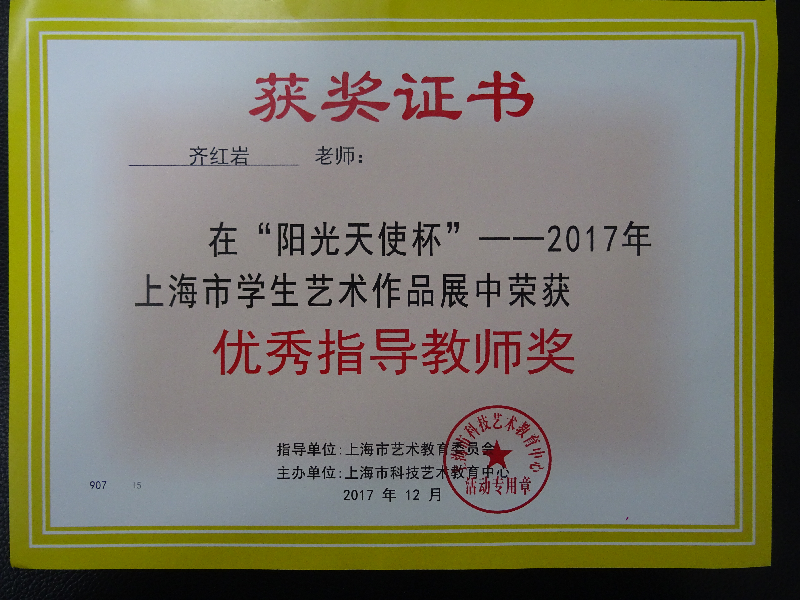 获奖证书
齐红岩 老师：
在“阳光天使杯”——2017年
上海市学生艺术作品展中荣获
优秀指导教师奖
指导单位:上海市艺术教育委员会
主办单位:上海市科技艺术教育中心
2017 年 12 月
上海市科技艺术教育中心
活动专用章
907 15